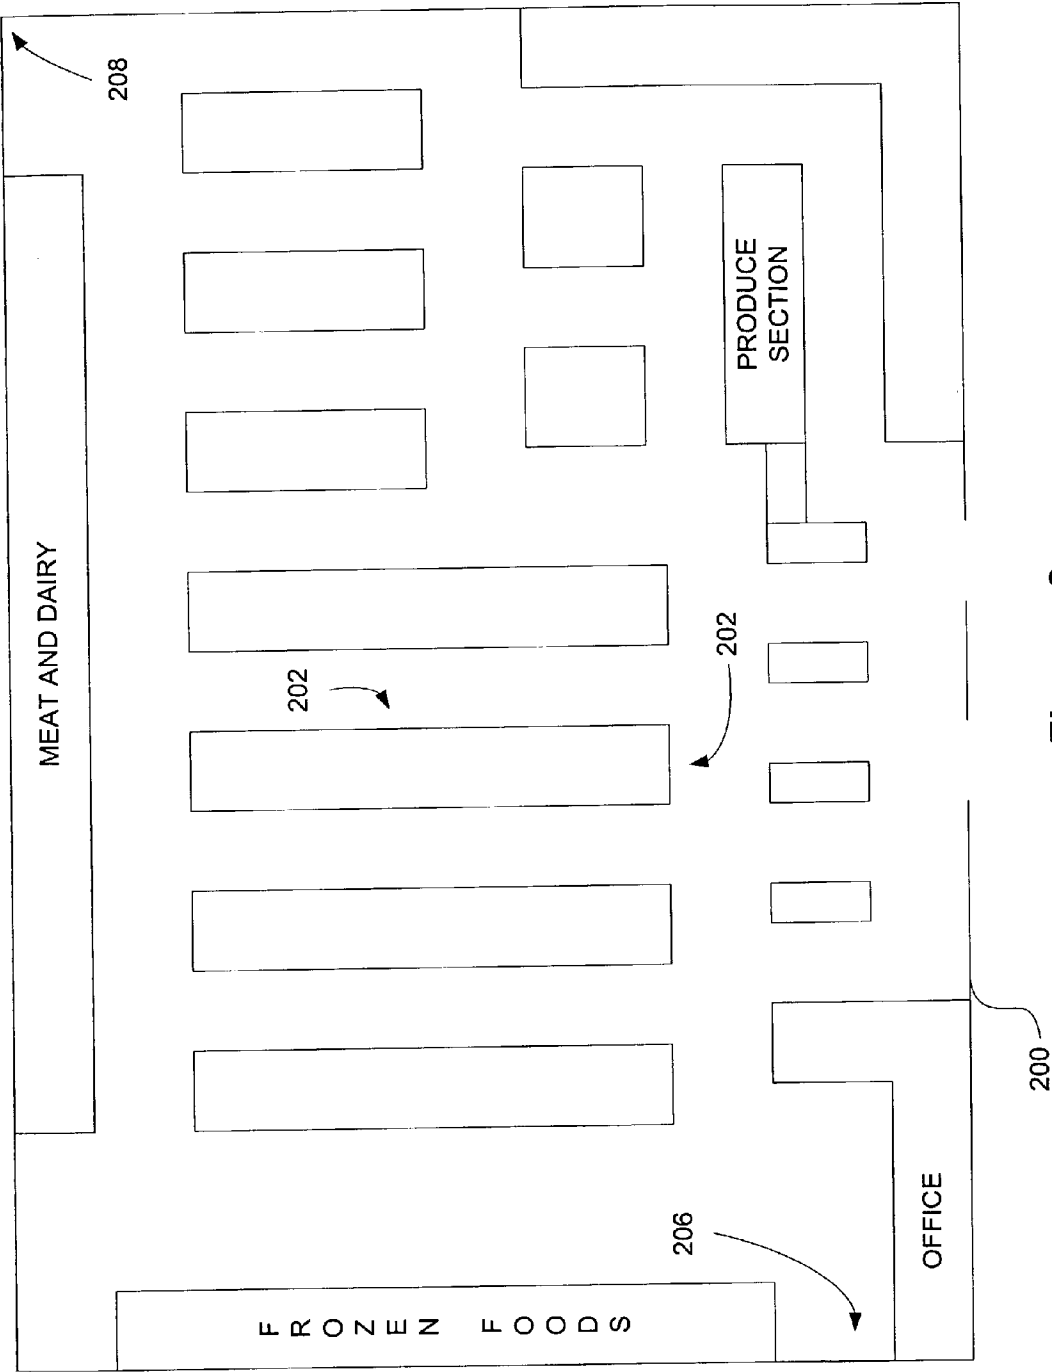 MEAT AND DAIRY
208
FROZEN FOODS
202
206
202
PRODUCE
SECTION
OFFICE
200